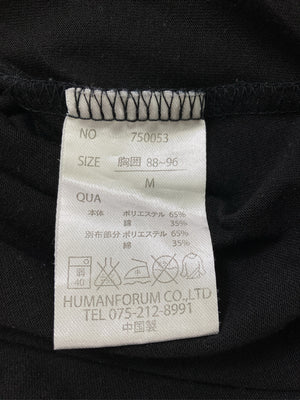 NO 750053
SIZE 胸囲 88~96
M
QUA
本体 ポリエステル 65%
綿 35%
別布部分 ポリエステル 65%
綿 35%
弱
40
HUMANFORUM CO.,LTD
TEL 075-212-8991
中国製